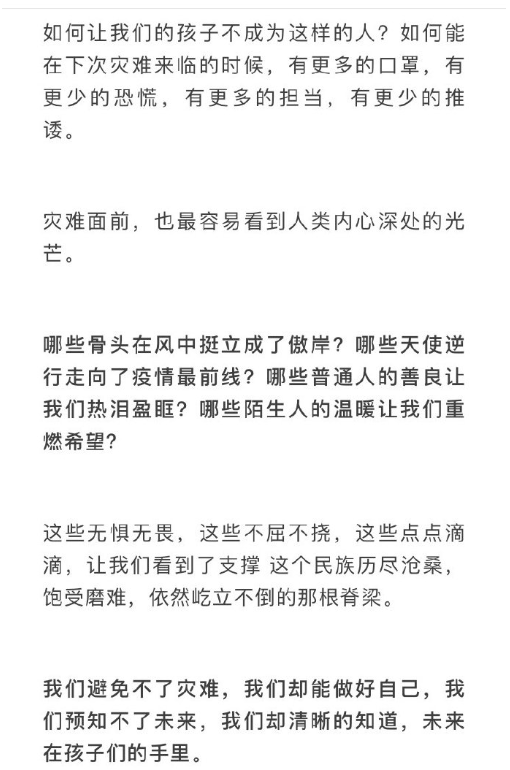 如何让我们的孩子不成为这样的人？如何能
在下次灾难来临的时候，有更多的口罩，有
更少的恐慌，有更多的担当，有更少的推
诿。
灾难面前，也最容易看到人类内心深处的光
芒。
哪些骨头在风中挺立成了傲岸？哪些天使逆
行走向了疫情最前线？哪些普通人的善良让
我们热泪盈眶？哪些陌生人的温暖让我们重
燃希望？
这些无惧无畏，这些不屈不挠，这些点点滴
滴，让我们看到了支撑 这个民族历尽沧桑，
饱受磨难，依然屹立不倒的那根脊梁。
我们避免不了灾难，我们却能做好自己，我
们预知不了未来，我们却清晰的知道，未来
在孩子们的手里。